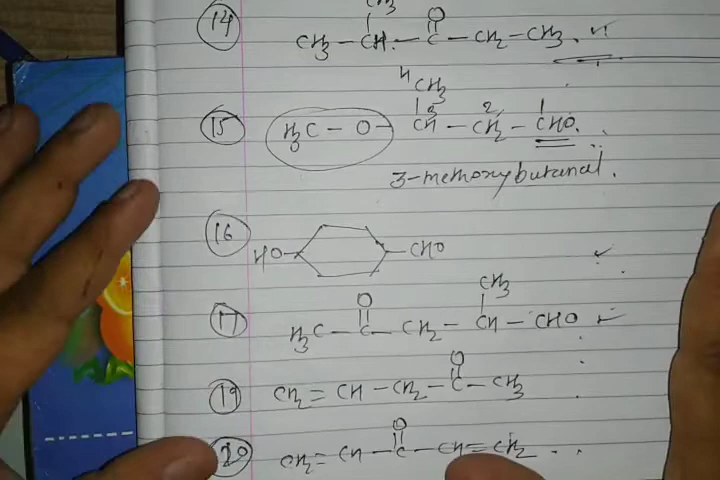 CH3
O
(14) CH3 – CH – C – CH2 – CH3.
4 CH3
3 2 1
(15) H3C – O – CH – CH2 – CHO.
3-methoxybutanal.
(16) HO CHO
O CH3
(17) H3C – C – CH2 – CH – CHO
O
(19) CH2 = CH – CH2 – C – CH3
O
(20) CH2 = CH – C – CH = CH2